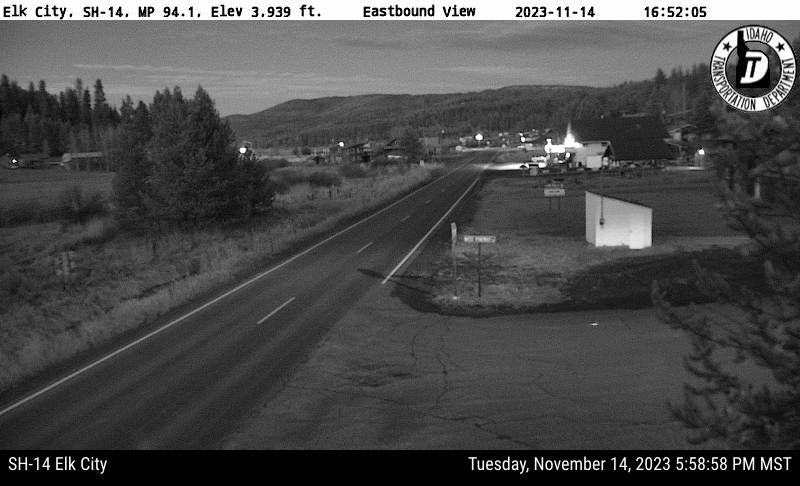 Elk City, SH-14, MP 94.1, Elev 3,939 ft. Eastbound View 2023-11-14 16:52:05
IDAHO
TRANSPORTATION DEPARTMENT
SH-14 Elk City Tuesday, November 14, 2023 5:58:58 PM MST